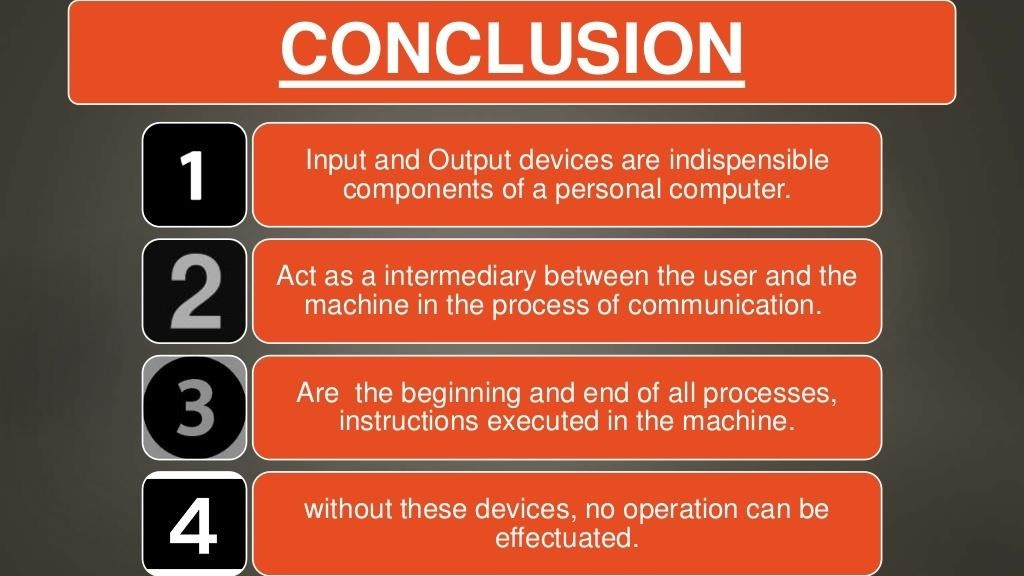 CONCLUSION
1
Input and Output devices are indispensible
components of a personal computer.
2
Act as a intermediary between the user and the
machine in the process of communication.
3
Are  the beginning and end of all processes,
instructions executed in the machine.
4
without these devices, no operation can be
effectuated.